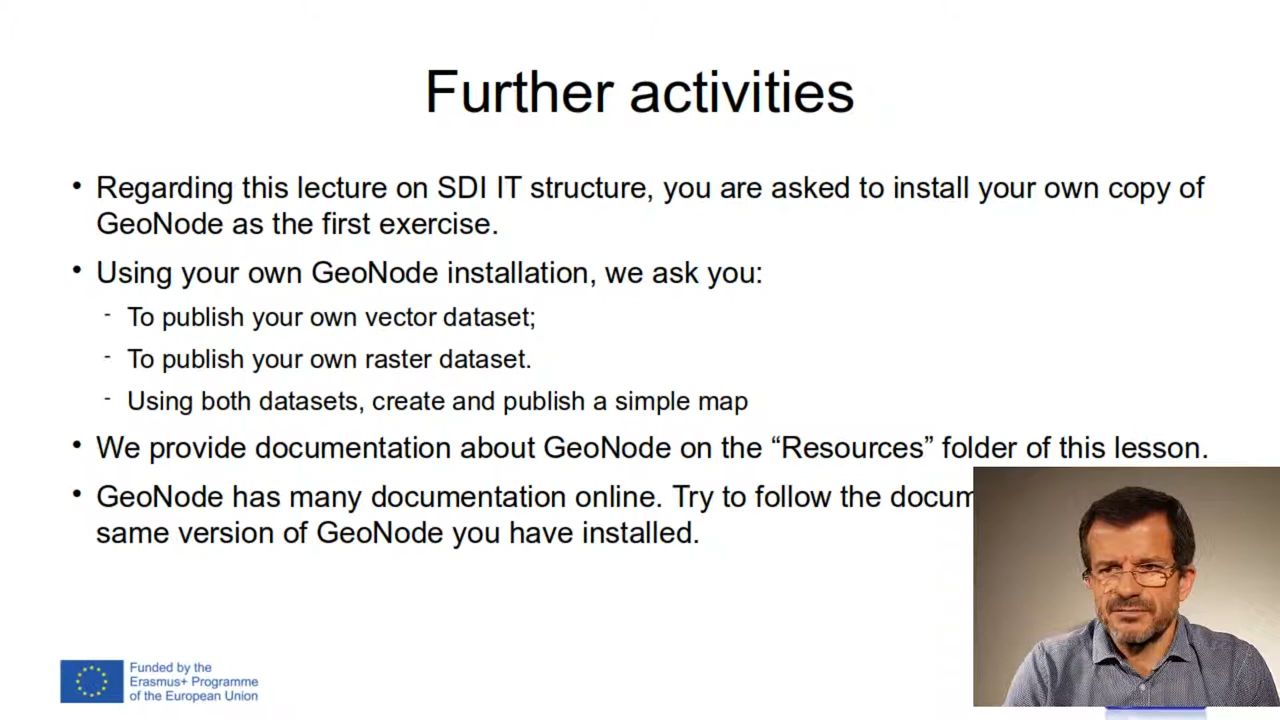 Further activities
• Regarding this lecture on SDI IT structure, you are asked to install your own copy of
GeoNode as the first exercise.
• Using your own GeoNode installation, we ask you:
- To publish your own vector dataset;
- To publish your own raster dataset.
- Using both datasets, create and publish a simple map
• We provide documentation about GeoNode on the “Resources” folder of this lesson.
• GeoNode has many documentation online. Try to follow the
same version of GeoNode you have installed.
Funded by the
Erasmus+ Programme
of the European Union